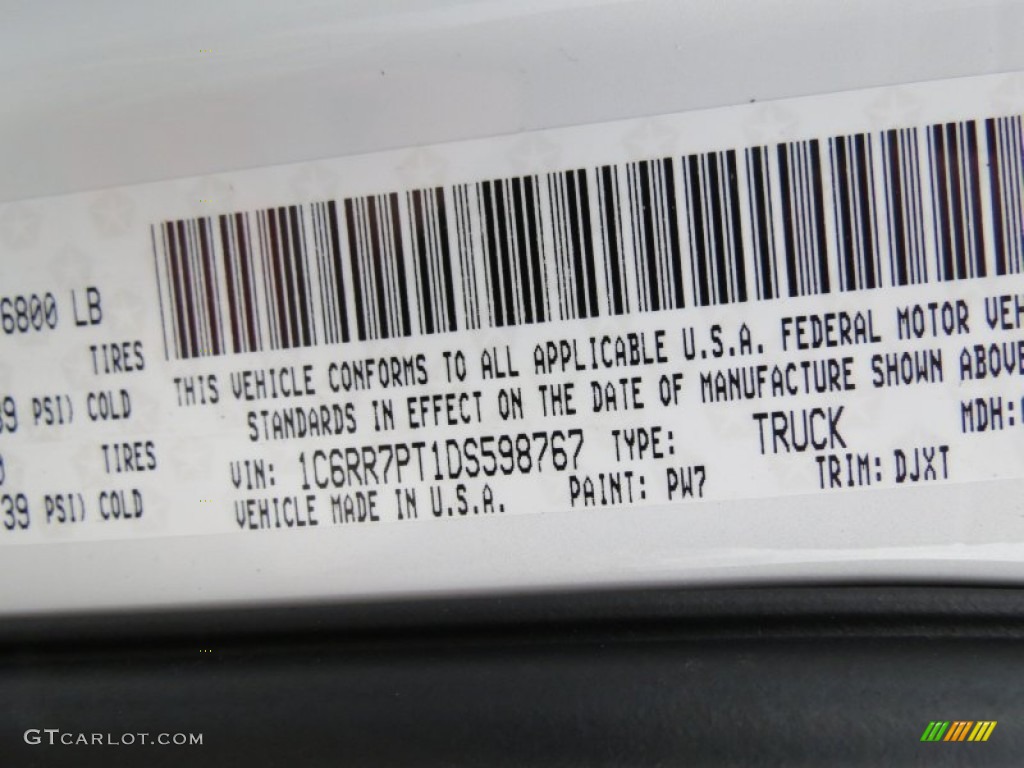 6800 LB
TIRES
39 PSI) COLD
TIRES
39 PSI) COLD
THIS VEHICLE CONFORMS TO ALL APPLICABLE U.S.A. FEDERAL MOTOR VEH
STANDARDS IN EFFECT ON THE DATE OF MANUFACTURE SHOWN ABOVE
VIN: 1C6RR7PT1DS598767 TYPE: TRUCK MDH:
VEHICLE MADE IN U.S.A. PAINT: PW7 TRIM: DJXT
GTCARLOT.COM